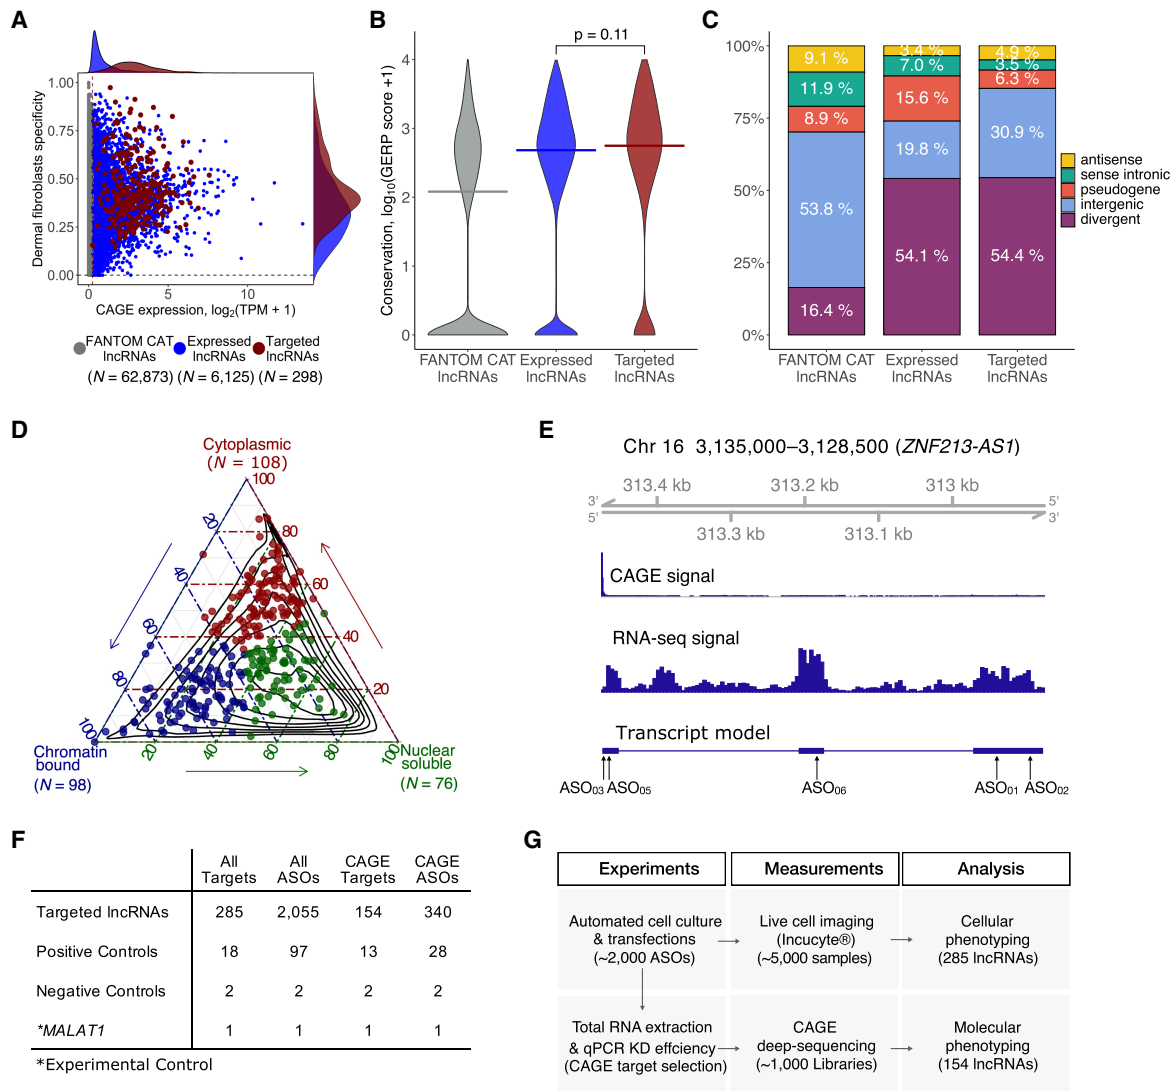 A
Dermal fibroblasts specificity
1.00
0.75
0.50
0.25
0.00
0
5
10
CAGE expression, log2(TPM + 1)
FANTOM CAT lncRNAs
Expressed lncRNAs
Targeted lncRNAs
(N = 62,873) (N = 6,125) (N = 298)
B
Conservation, log10(GERP score +1)
p = 0.11
4
3
2
1
0
FANTOM CAT lncRNAs
Expressed lncRNAs
Targeted lncRNAs
C
100%
75%
50%
25%
0%
9.1 %
11.9 %
8.9 %
53.8 %
16.4 %
3.4 %
7.0 %
15.6 %
19.8 %
54.1 %
4.9 %
3.5 %
6.3 %
30.9 %
54.4 %
FANTOM CAT lncRNAs
Expressed lncRNAs
Targeted lncRNAs
antisense
sense intronic
pseudogene
intergenic
divergent
D
Cytoplasmic
(N = 108)
100
80
60
40
20
20
40
60
80
100
20
40
60
80
100
Chromatin
bound
(N = 98)
Nuclear
soluble
(N = 76)
E
Chr 16 3,135,000–3,128,500 (ZNF213-AS1)
313.4 kb
313.2 kb
313 kb
3'
5'
5'
3'
313.3 kb
313.1 kb
CAGE signal
RNA-seq signal
Transcript model
ASO03
ASO05
ASO06
ASO01
ASO02
F
All Targets
All ASOs
CAGE Targets
CAGE ASOs
Targeted lncRNAs 285 2,055 154 340
Positive Controls 18 97 13 28
Negative Controls 2 2 2 2
*MALAT1 1 1 1 1
*Experimental Control
G
Experiments
Measurements
Analysis
Automated cell culture
& transfections
(~2,000 ASOs)
Live cell imaging
(Incucyte®)
(~5,000 samples)
Cellular
phenotyping
(285 lncRNAs)
Total RNA extraction
& qPCR KD effciency
(CAGE target selection)
CAGE
deep-sequencing
(~1,000 Libraries)
Molecular
phenotyping
(154 lncRNAs)